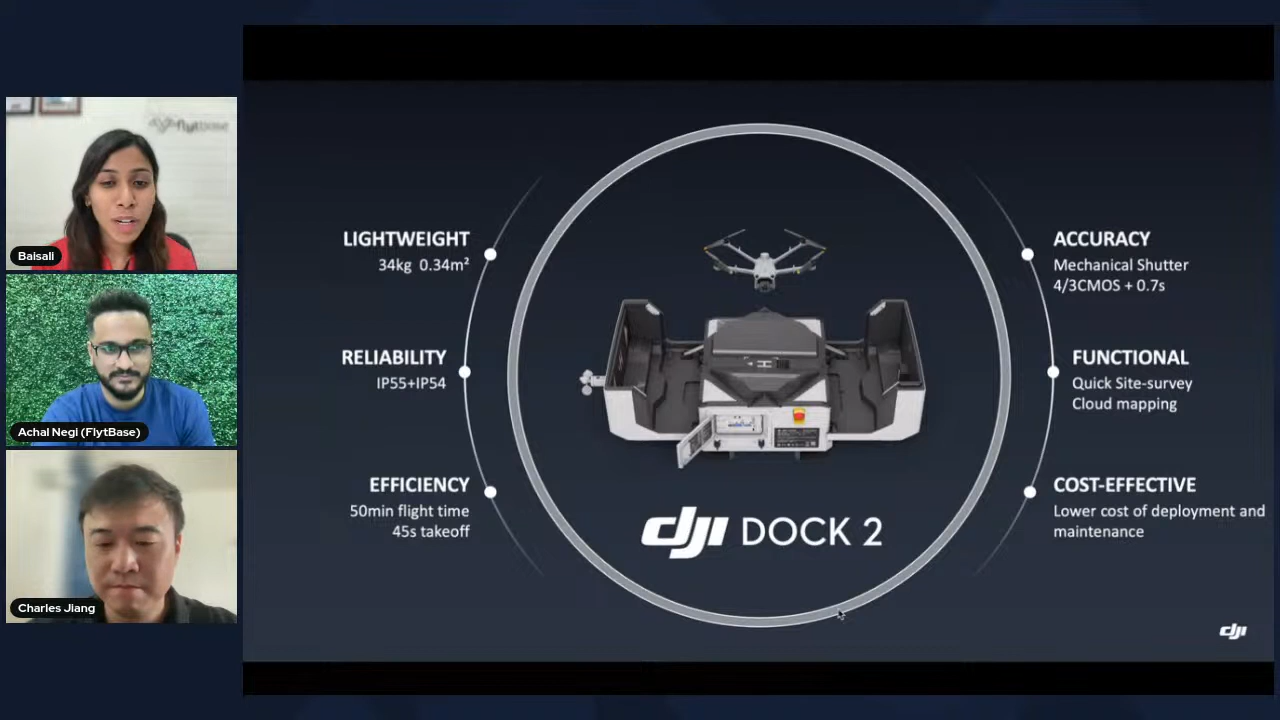 flytbase
Baisali
Achal Negi (FlytBase)
Charles Jiang
LIGHTWEIGHT
34kg 0.34m²
RELIABILITY
IP55+IP54
EFFICIENCY
50min flight time
45s takeoff
dji DOCK 2
ACCURACY
Mechanical Shutter
4/3CMOS + 0.7s
FUNCTIONAL
Quick Site-survey
Cloud mapping
COST-EFFECTIVE
Lower cost of deployment and
maintenance
dji